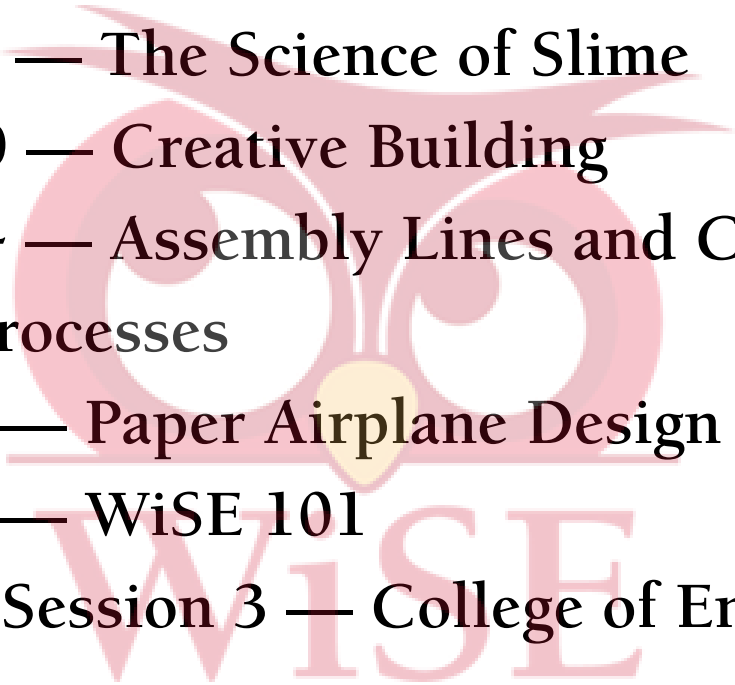 — The Science of Slime
— Creative Building
— Assembly Lines and
rocesses
— Paper Airplane Design
— WiSE 101
Session 3 — College of
WiSE